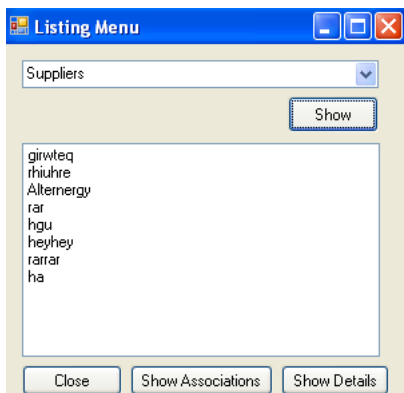 Listing Menu
Suppliers
Show
girwteq
rhiuhre
Alternergy
rar
hgu
heyhey
rarrar
ha
Close Show Associations Show Details